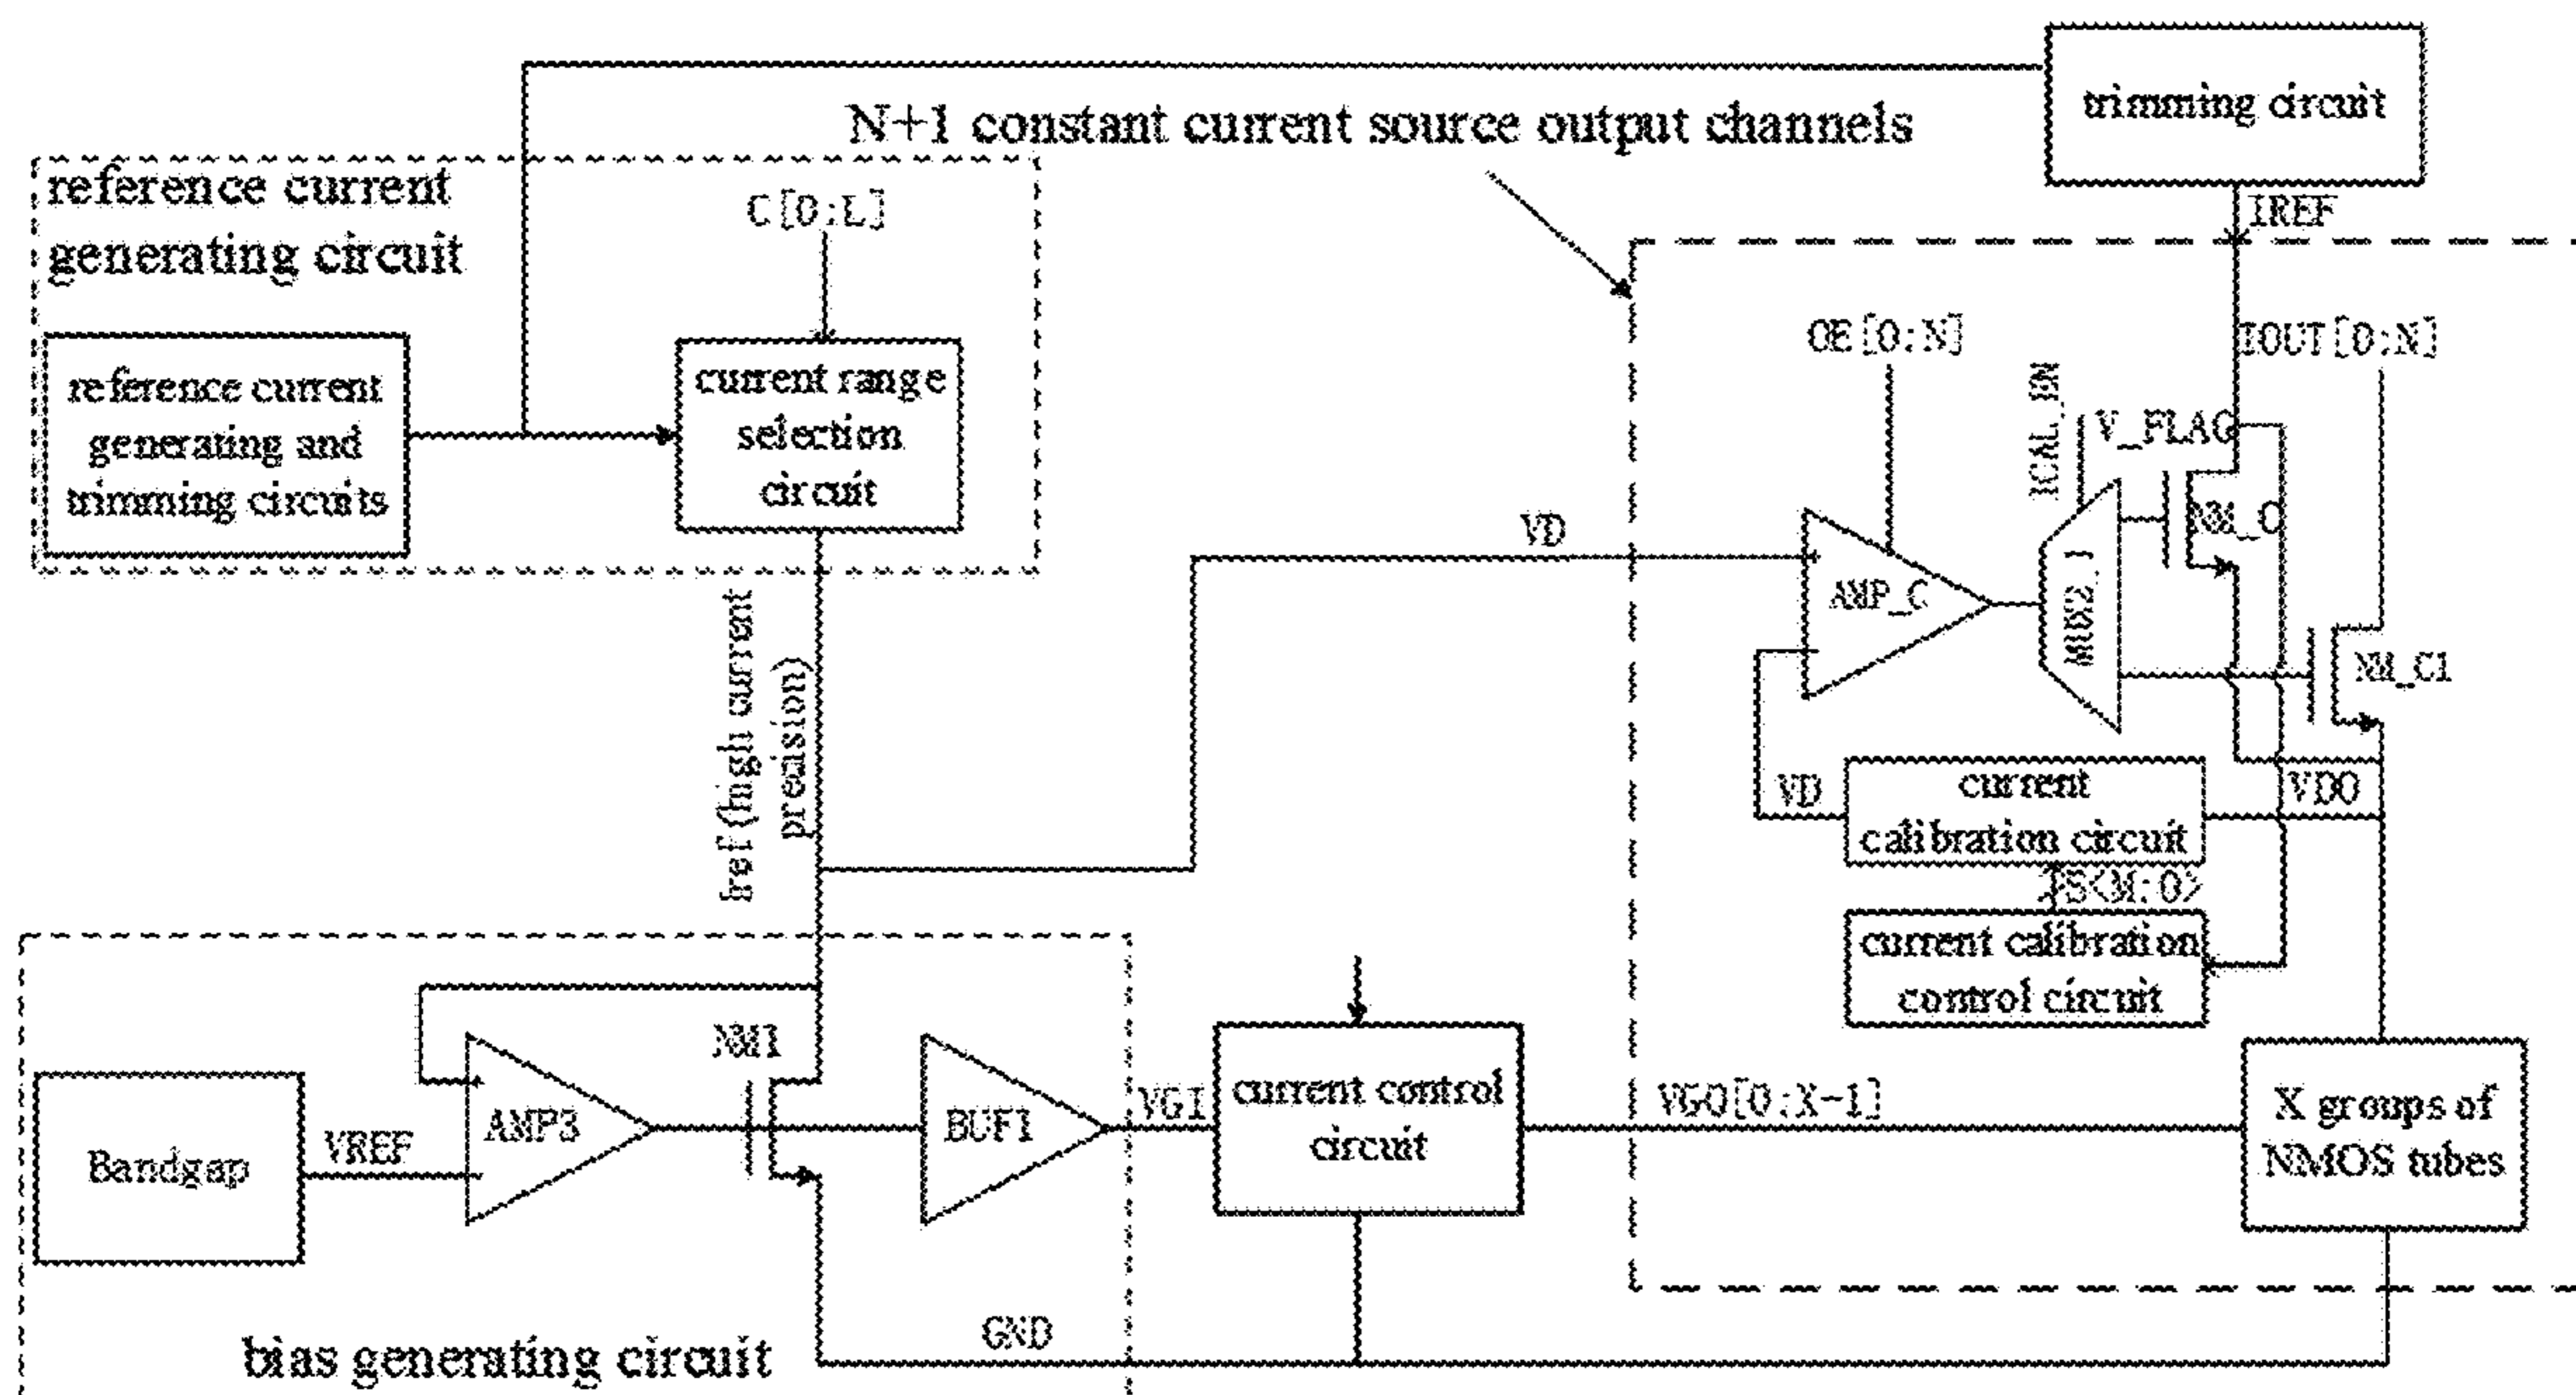 trimming circuit
N+1 constant current source output channels
reference current
generating circuit
C[0:L]
IREF
OE[0:N]
IOUT[0:N]
reference current
generating and
trimming circuits
current range
selection
circuit
V_FLAG
VD
AMP_C
MUX2_1
NM_C1
Iref(high current
precision)
VD
current
calibration circuit
VDO
S<M:0>
current calibration
control circuit
NM1
Bandgap
VREF
AMP3
BUF1
VGI
current control
circuit
VGO[0:X-1]
X groups of
NMOS tubes
GND
bias generating circuit